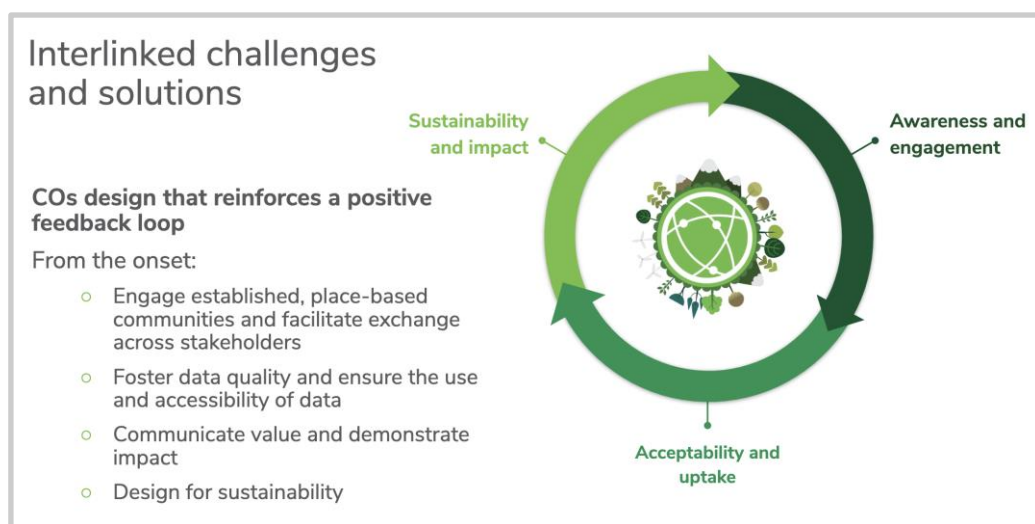 Interlinked challenges
and solutions
COs design that reinforces a positive
feedback loop
From the onset:
○ Engage established, place-based
communities and facilitate exchange
across stakeholders
○ Foster data quality and ensure the use
and accessibility of data
○ Communicate value and demonstrate
impact
○ Design for sustainability
Sustainability
and impact
Awareness and
engagement
Acceptability and
uptake